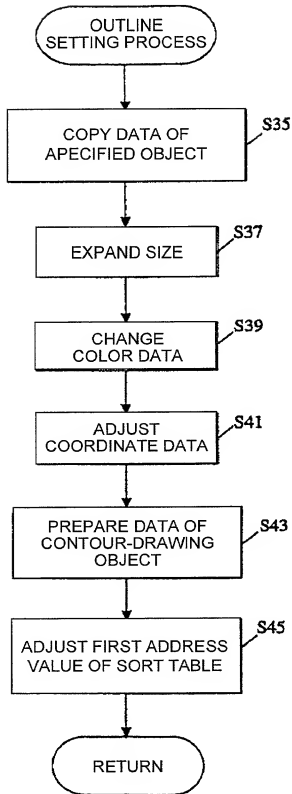 OUTLINE
SETTING PROCESS
COPY DATA OF
APECIFIED OBJECT
S35
EXPAND SIZE
S37
CHANGE
COLOR DATA
S39
ADJUST
COORDINATE DATA
S41
PREPARE DATA OF
CONTOUR-DRAWING
OBJECT
S43
ADJUST FIRST ADDRESS
VALUE OF SORT TABLE
S45
RETURN